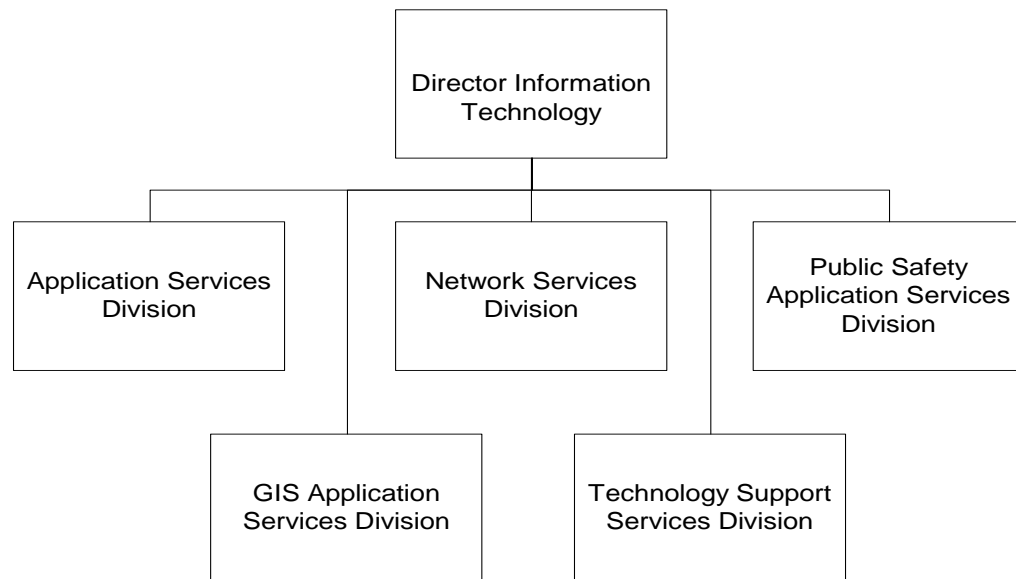 Director Information
Technology
Application Services
Division
Network Services
Division
Public Safety
Application Services
Division
GIS Application
Services Division
Technology Support
Services Division